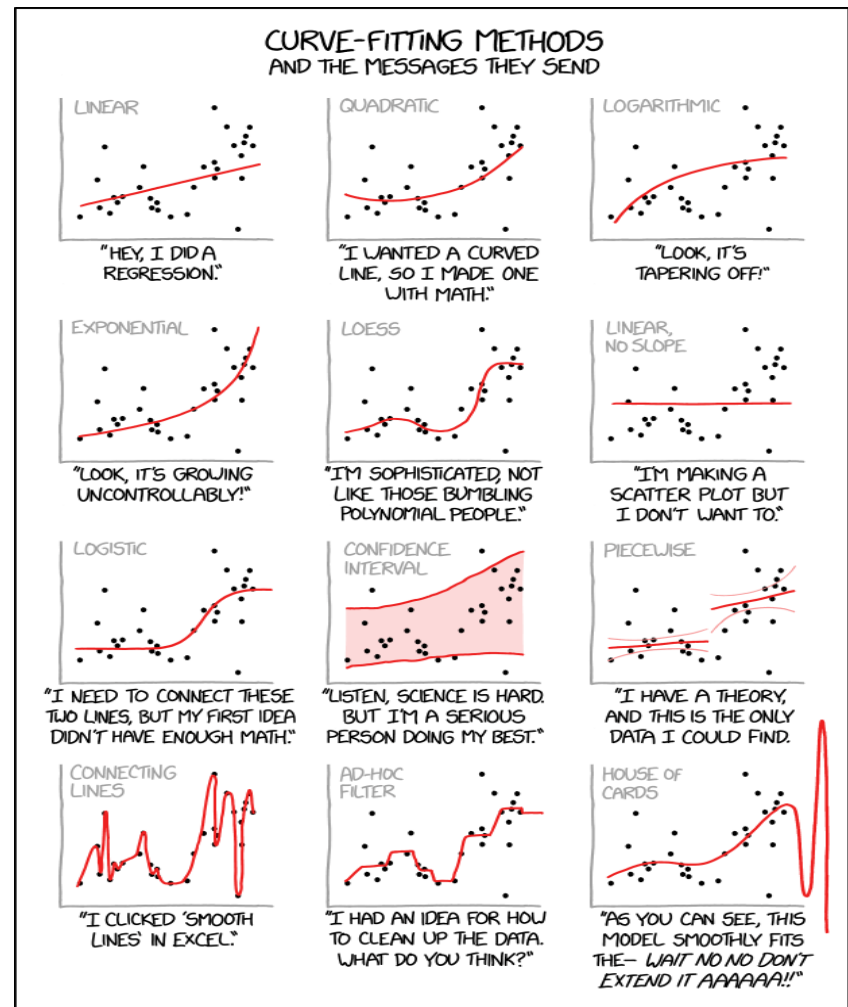 CURVE-FITTING METHODS
AND THE MESSAGES THEY SEND
LINEAR
"HEY, I DID A
REGRESSION."
QUADRATIC
"I WANTED A CURVED
LINE, SO I MADE ONE
WITH MATH."
LOGARITHMIC
"LOOK, IT'S
TAPERING OFF!"
EXPONENTIAL
"LOOK, IT'S GROWING
UNCONTROLLABLY!"
LOESS
"I'M SOPHISTICATED, NOT
LIKE THOSE BUMBLING
POLYNOMIAL PEOPLE."
LINEAR,
NO SLOPE
"I'M MAKING A
SCATTER PLOT BUT
I DON'T WANT TO."
LOGISTIC
"I NEED TO CONNECT THESE
TWO LINES, BUT MY FIRST IDEA
DIDN'T HAVE ENOUGH MATH."
CONFIDENCE
INTERVAL
"LISTEN, SCIENCE IS HARD.
BUT I'M A SERIOUS
PERSON DOING MY BEST."
PIECEWISE
"I HAVE A THEORY,
AND THIS IS THE ONLY
DATA I COULD FIND.
CONNECTING
LINES
"I CLICKED 'SMOOTH
LINES' IN EXCEL."
AD-HOC
FILTER
"I HAD AN IDEA FOR HOW
TO CLEAN UP THE DATA.
WHAT DO YOU THINK?"
HOUSE OF
CARDS
"AS YOU CAN SEE, THIS
MODEL SMOOTHLY FITS
THE- WAIT NO NO DON'T
EXTEND IT AAAAAA!!"